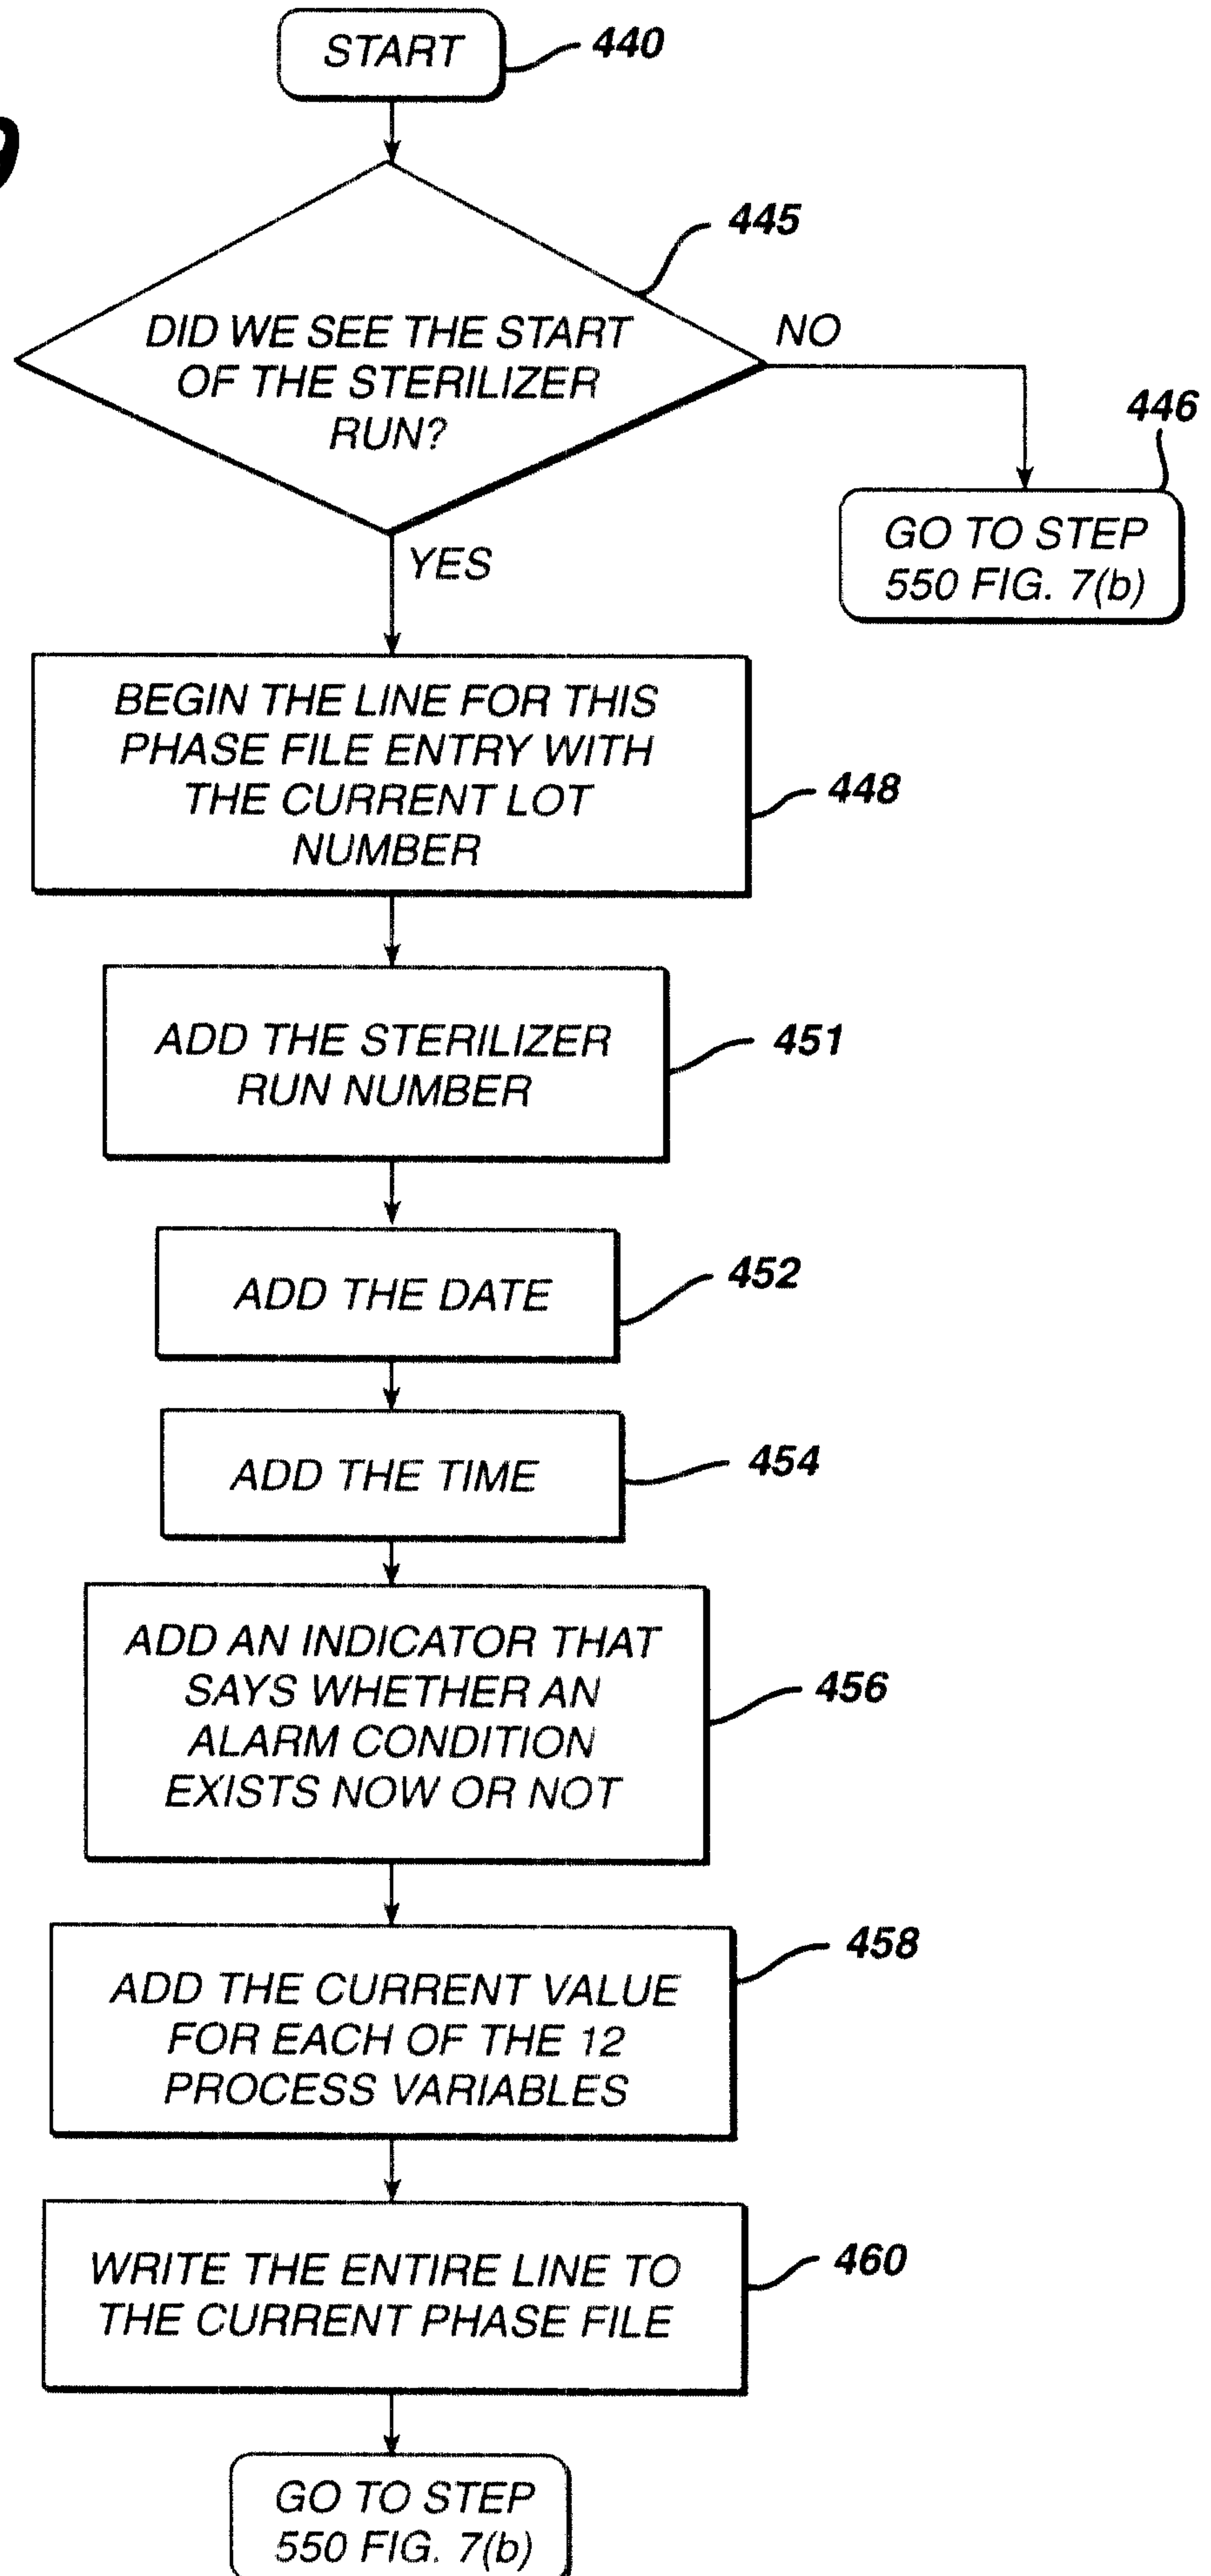 START
440
445
DID WE SEE THE START
OF THE STERILIZER
RUN?
NO
446
GO TO STEP
550 FIG. 7(b)
YES
BEGIN THE LINE FOR THIS
PHASE FILE ENTRY WITH
THE CURRENT LOT
NUMBER
448
ADD THE STERILIZER
RUN NUMBER
451
ADD THE DATE
452
ADD THE TIME
454
ADD AN INDICATOR THAT
SAYS WHETHER AN
ALARM CONDITION
EXISTS NOW OR NOT
456
ADD THE CURRENT VALUE
FOR EACH OF THE 12
PROCESS VARIABLES
458
WRITE THE ENTIRE LINE TO
THE CURRENT PHASE FILE
460
GO TO STEP
550 FIG. 7(b)